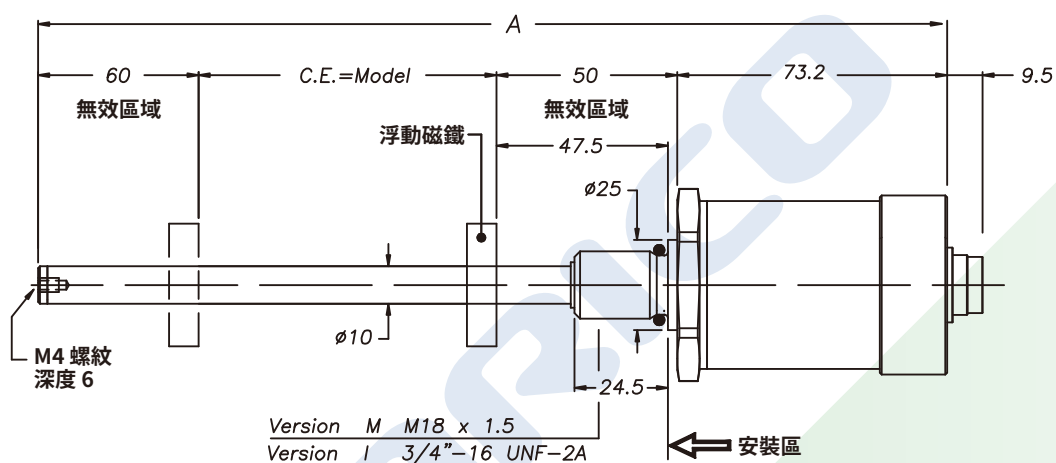 A
60
C.E.=Model
50
73.2
9.5
無效區域
無效區域
浮動磁鐵
47.5
ø25
ø10
M4 螺紋
深度 6
24.5
Version M M18 x 1.5
Version I 3/4”-16 UNF-2A
安裝區
RICO